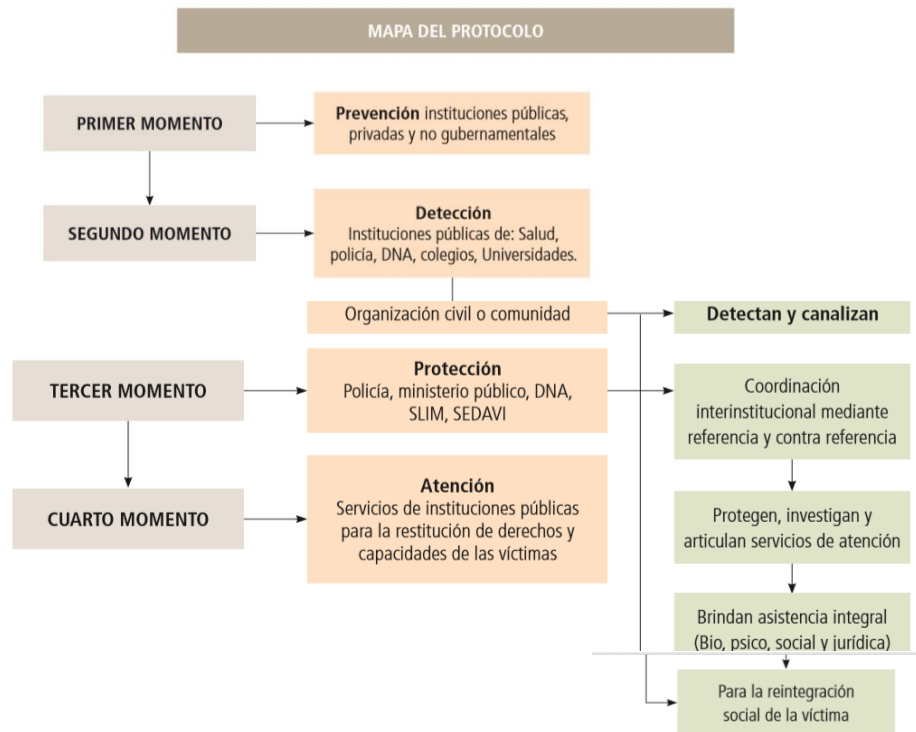 MAPA DEL PROTOCOLO
PRIMER MOMENTO
Prevención instituciones públicas,
privadas y no gubernamentales
SEGUNDO MOMENTO
Detección
Instituciones públicas de: Salud,
policía, DNA, colegios, Universidades.
Organización civil o comunidad
Detectan y canalizan
TERCER MOMENTO
Protección
Policía, ministerio público, DNA,
SLIM, SEDAVI
Coordinación
interinstitucional mediante
referencia y contra referencia
CUARTO MOMENTO
Atención
Servicios de instituciones públicas
para la restitución de derechos y
capacidades de las víctimas
Protegen, investigan y
articulan servicios de atención
Brindan asistencia integral
(Bio, psico, social y jurídica)
Para la reintegración
social de la víctima